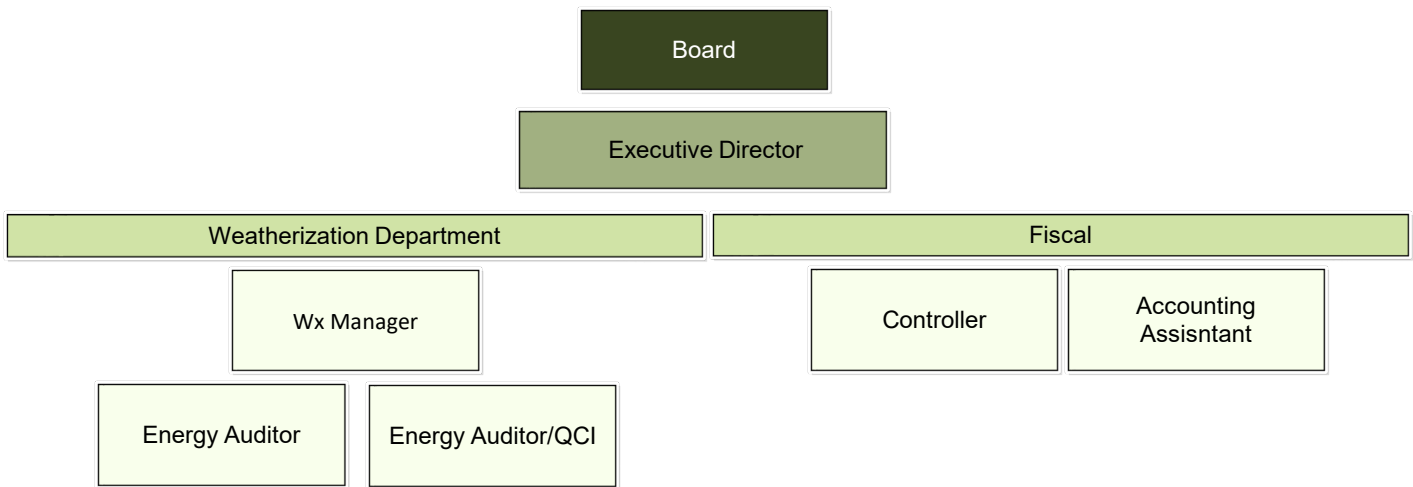 Board
Executive Director
Weatherization Department
Fiscal
Wx Manager
Controller
Accounting
Assisntant
Energy Auditor
Energy Auditor/QCI